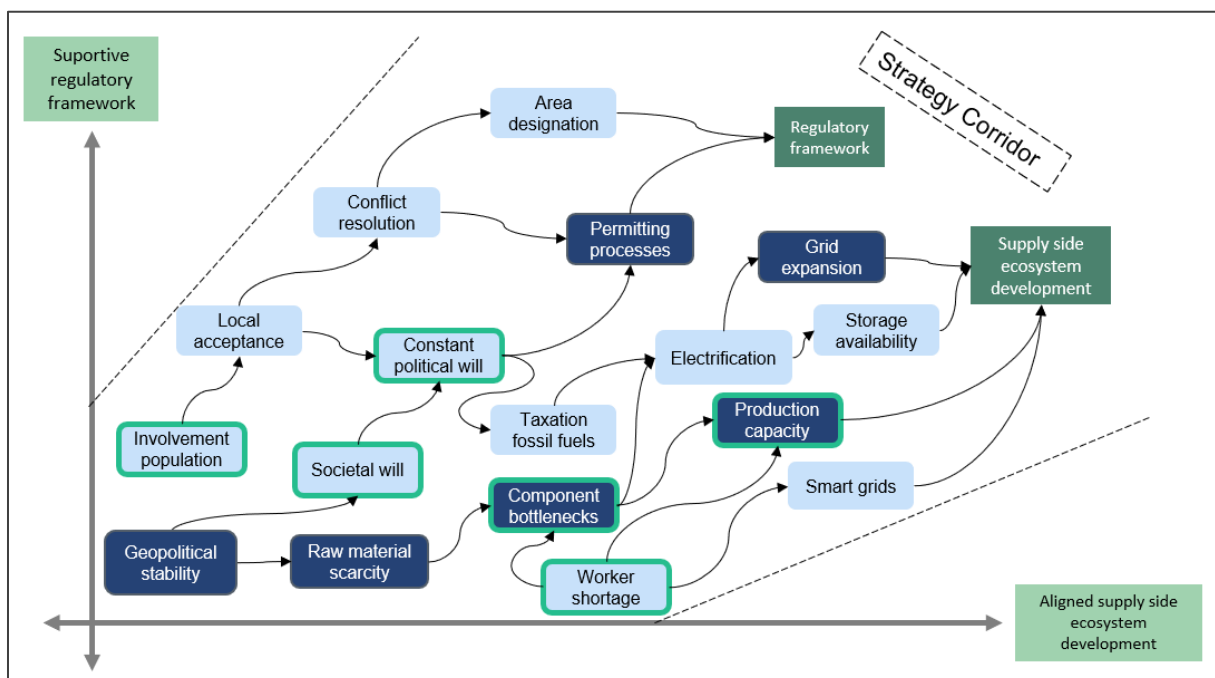 Suportive
regulatory
framework
Strategy Corridor
Area
designation
Regulatory
framework
Conflict
resolution
Permitting
processes
Grid
expansion
Supply side
ecosystem
development
Local
acceptance
Constant
political will
Electrification
Storage
availability
Taxation
fossil fuels
Production
capacity
Involvement
population
Societal will
Component
bottlenecks
Smart grids
Geopolitical
stability
Raw material
scarcity
Worker
shortage
Aligned supply side
ecosystem
development